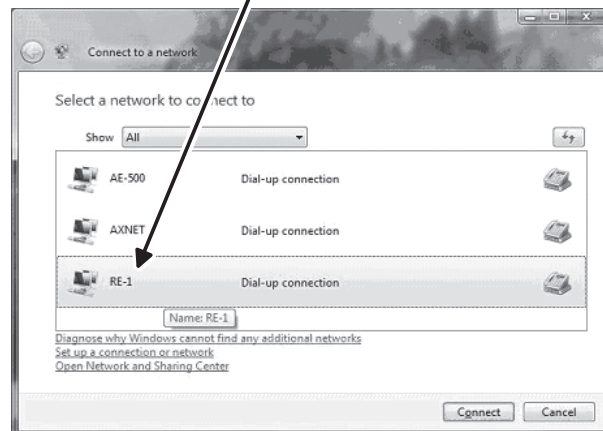 Connect to a network
Select a network to connect to
Show All
AE-500 Dial-up connection
AXNET Dial-up connection
RE-1 Dial-up connection
Name: RE-1
Diagnose why Windows cannot find any additional networks
Set up a connection or network
Open Network and Sharing Center
Connect Cancel